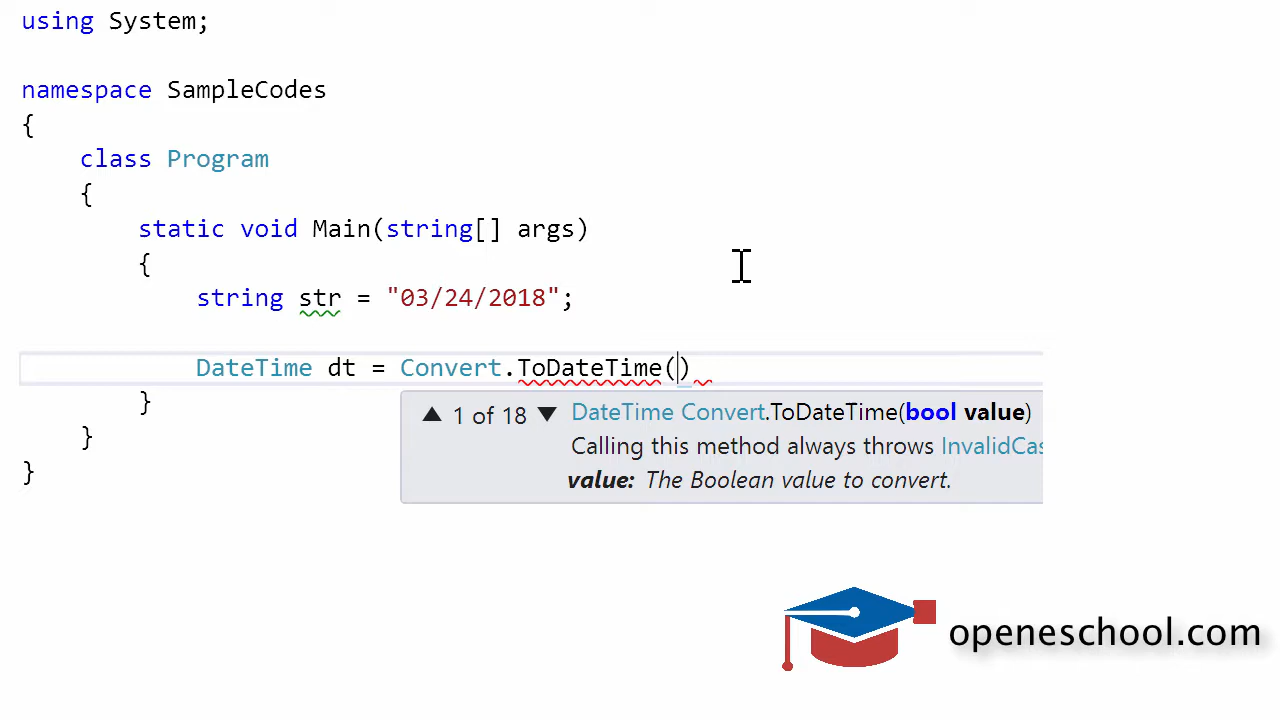 using System;
namespace SampleCodes
{
class Program
{
static void Main(string[] args)
{
string str = "03/24/2018";
DateTime dt = Convert.ToDateTime()
}
▲ 1 of 18 ▼ DateTime Convert.ToDateTime(bool value)
Calling this method always throws InvalidCas
value: The Boolean value to convert.
}
}
openeschool.com